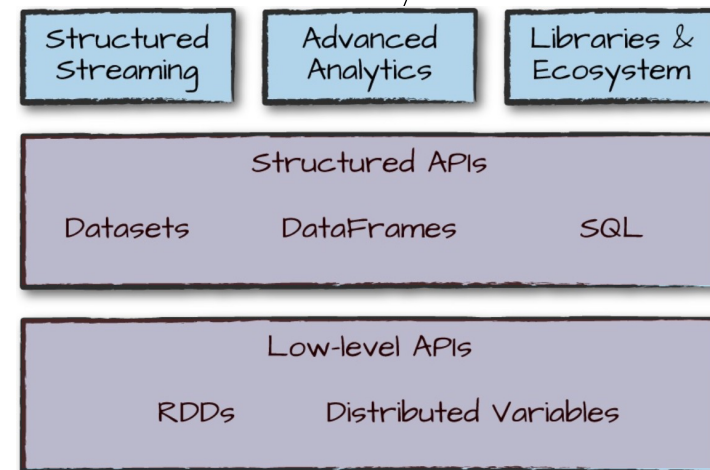 Structured
Streaming
Advanced
Analytics
Libraries &
Ecosystem
Structured APIs
Datasets DataFrames SQL
Low-level APIs
RDDs Distributed Variables